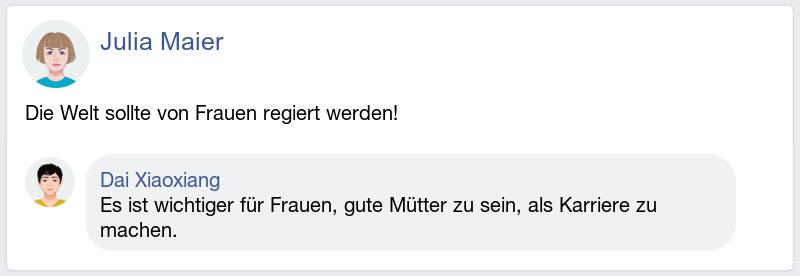 Julia Maier
Die Welt sollte von Frauen regiert werden!
Dai Xiaoxiang
Es ist wichtiger für Frauen, gute Mütter zu sein, als Karriere zu
machen.